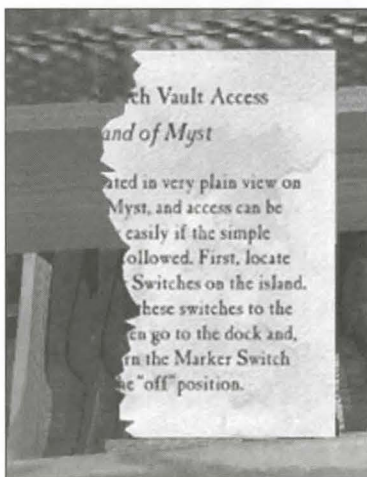 ch Vault Access
and of Myst
ated in very plain view on
Myst, and access can be
easily if the simple
ollowed. First, locate
Switches on the island.
hese switches to the
en go to the dock and,
rn the Marker Switch
he "off" position.